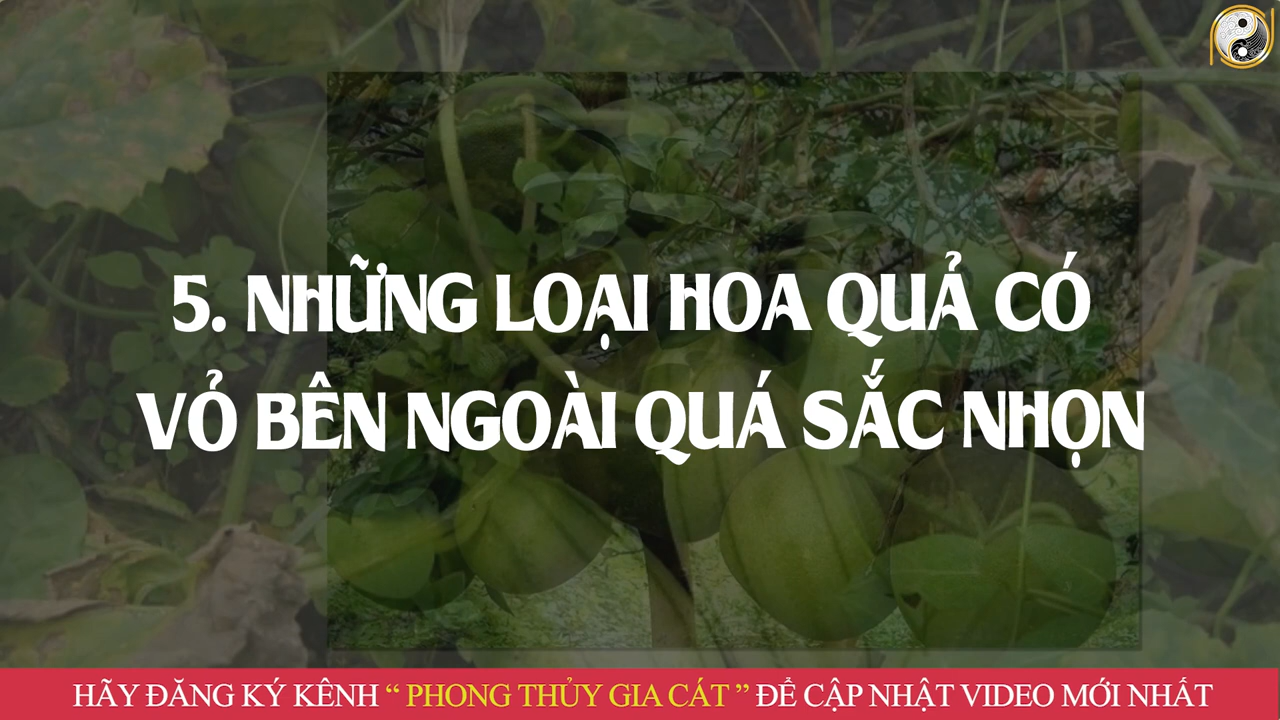 5. NHỮNG LOẠI HOA QUẢ CÓ
VỎ BÊN NGOÀI QUÁ SẮC NHỌN
HÃY ĐĂNG KÝ KÊNH “ PHONG THỦY GIA CÁT ” ĐỂ CẬP NHẬT VIDEO MỚI NHẤT